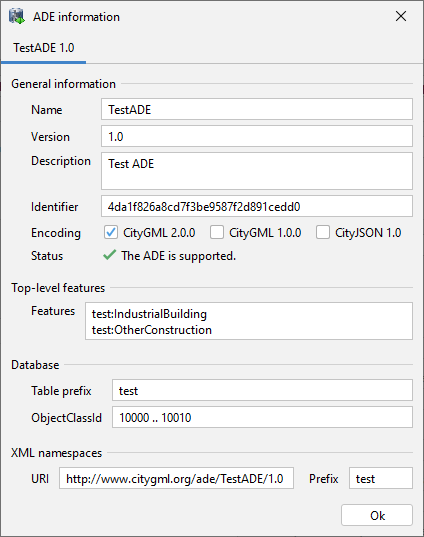 ADE information
TestADE 1.0
General information
Name TestADE
Version 1.0
Description Test ADE
Identifier 4da1f826a8cd7f3be9587f2d891cedd0
Encoding CityGML 2.0.0 CityGML 1.0.0 CityJSON 1.0
Status The ADE is supported.
Top-level features
Features test:IndustrialBuilding
test:OtherConstruction
Database
Table prefix test
ObjectClassId 10000 .. 10010
XML namespaces
URI http://www.citygml.org/ade/TestADE/1.0 Prefix test
Ok